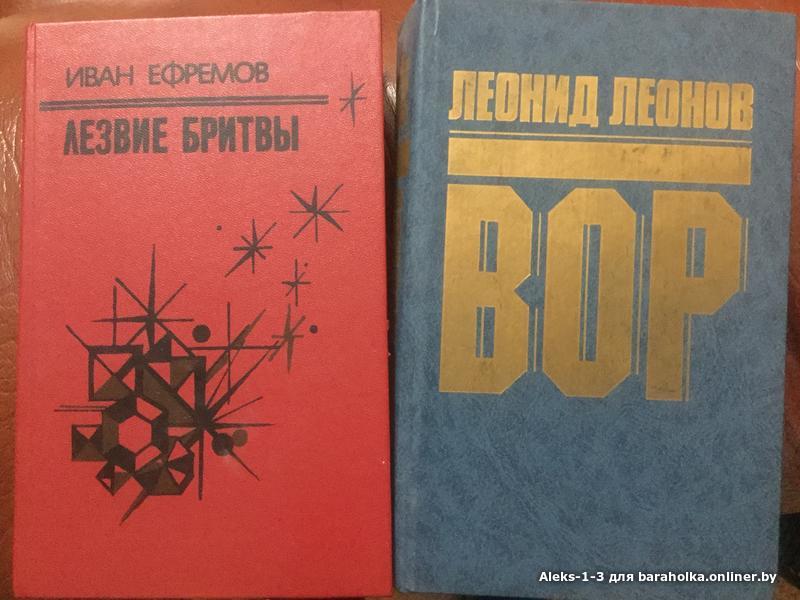 ИВАН ЕФРЕМОВ
ЛЕЗВИЕ БРИТВЫ
ЛЕОНИД ЛЕОНОВ
ВОР
Aleks-1-3 для baraholka.onliner.by